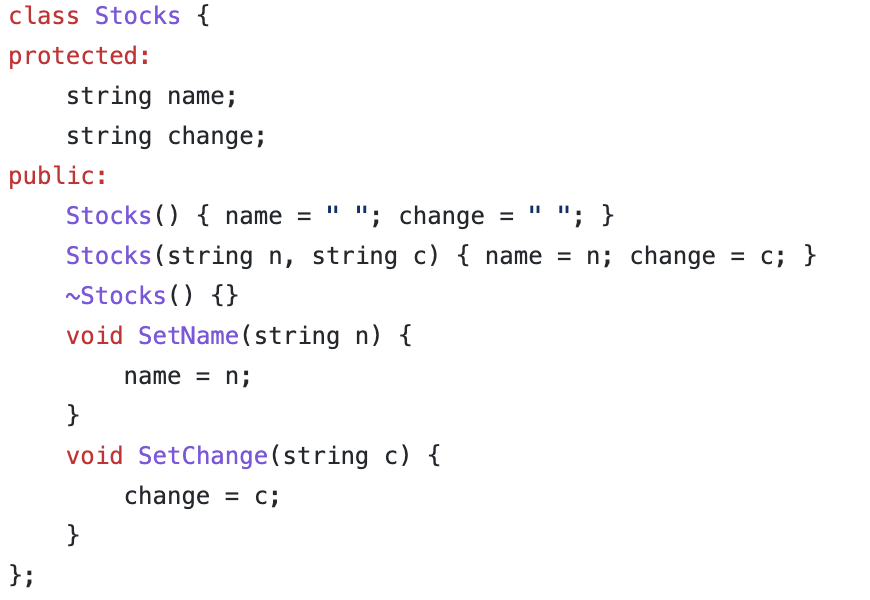 class Stocks {
protected:
    string name;
    string change;
public:
    Stocks() { name = " "; change = " "; }
    Stocks(string n, string c) { name = n; change = c; }
    ~Stocks() {}
    void SetName(string n) {
        name = n;
    }
    void SetChange(string c) {
        change = c;
    }
};